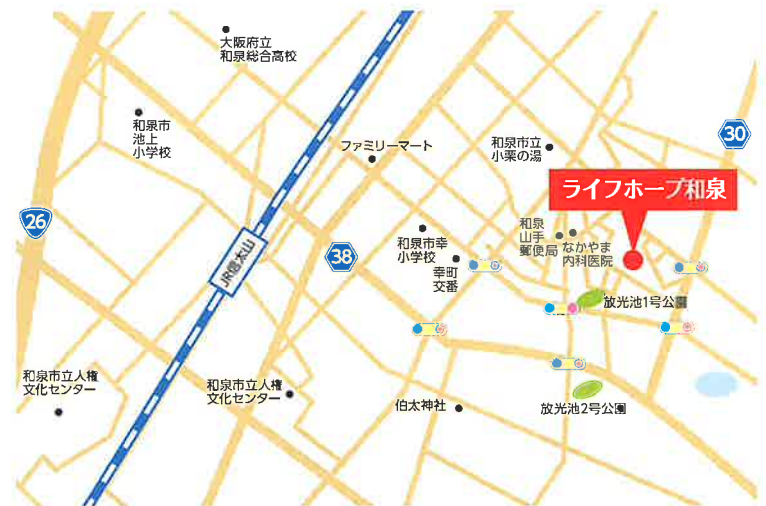 大阪府立
和泉総合高校
和泉市
池上
小学校
ファミリーマート
和泉市立
小栗の湯
30
ライフホープ和泉
26
38
JR信太山
和泉市幸
小学校
幸町
交番
和泉
山手
郵便局
なかやま
内科医院
放光池1号公園
和泉市立人権
文化センター
和泉市立人権
文化センター
伯太神社
放光池2号公園